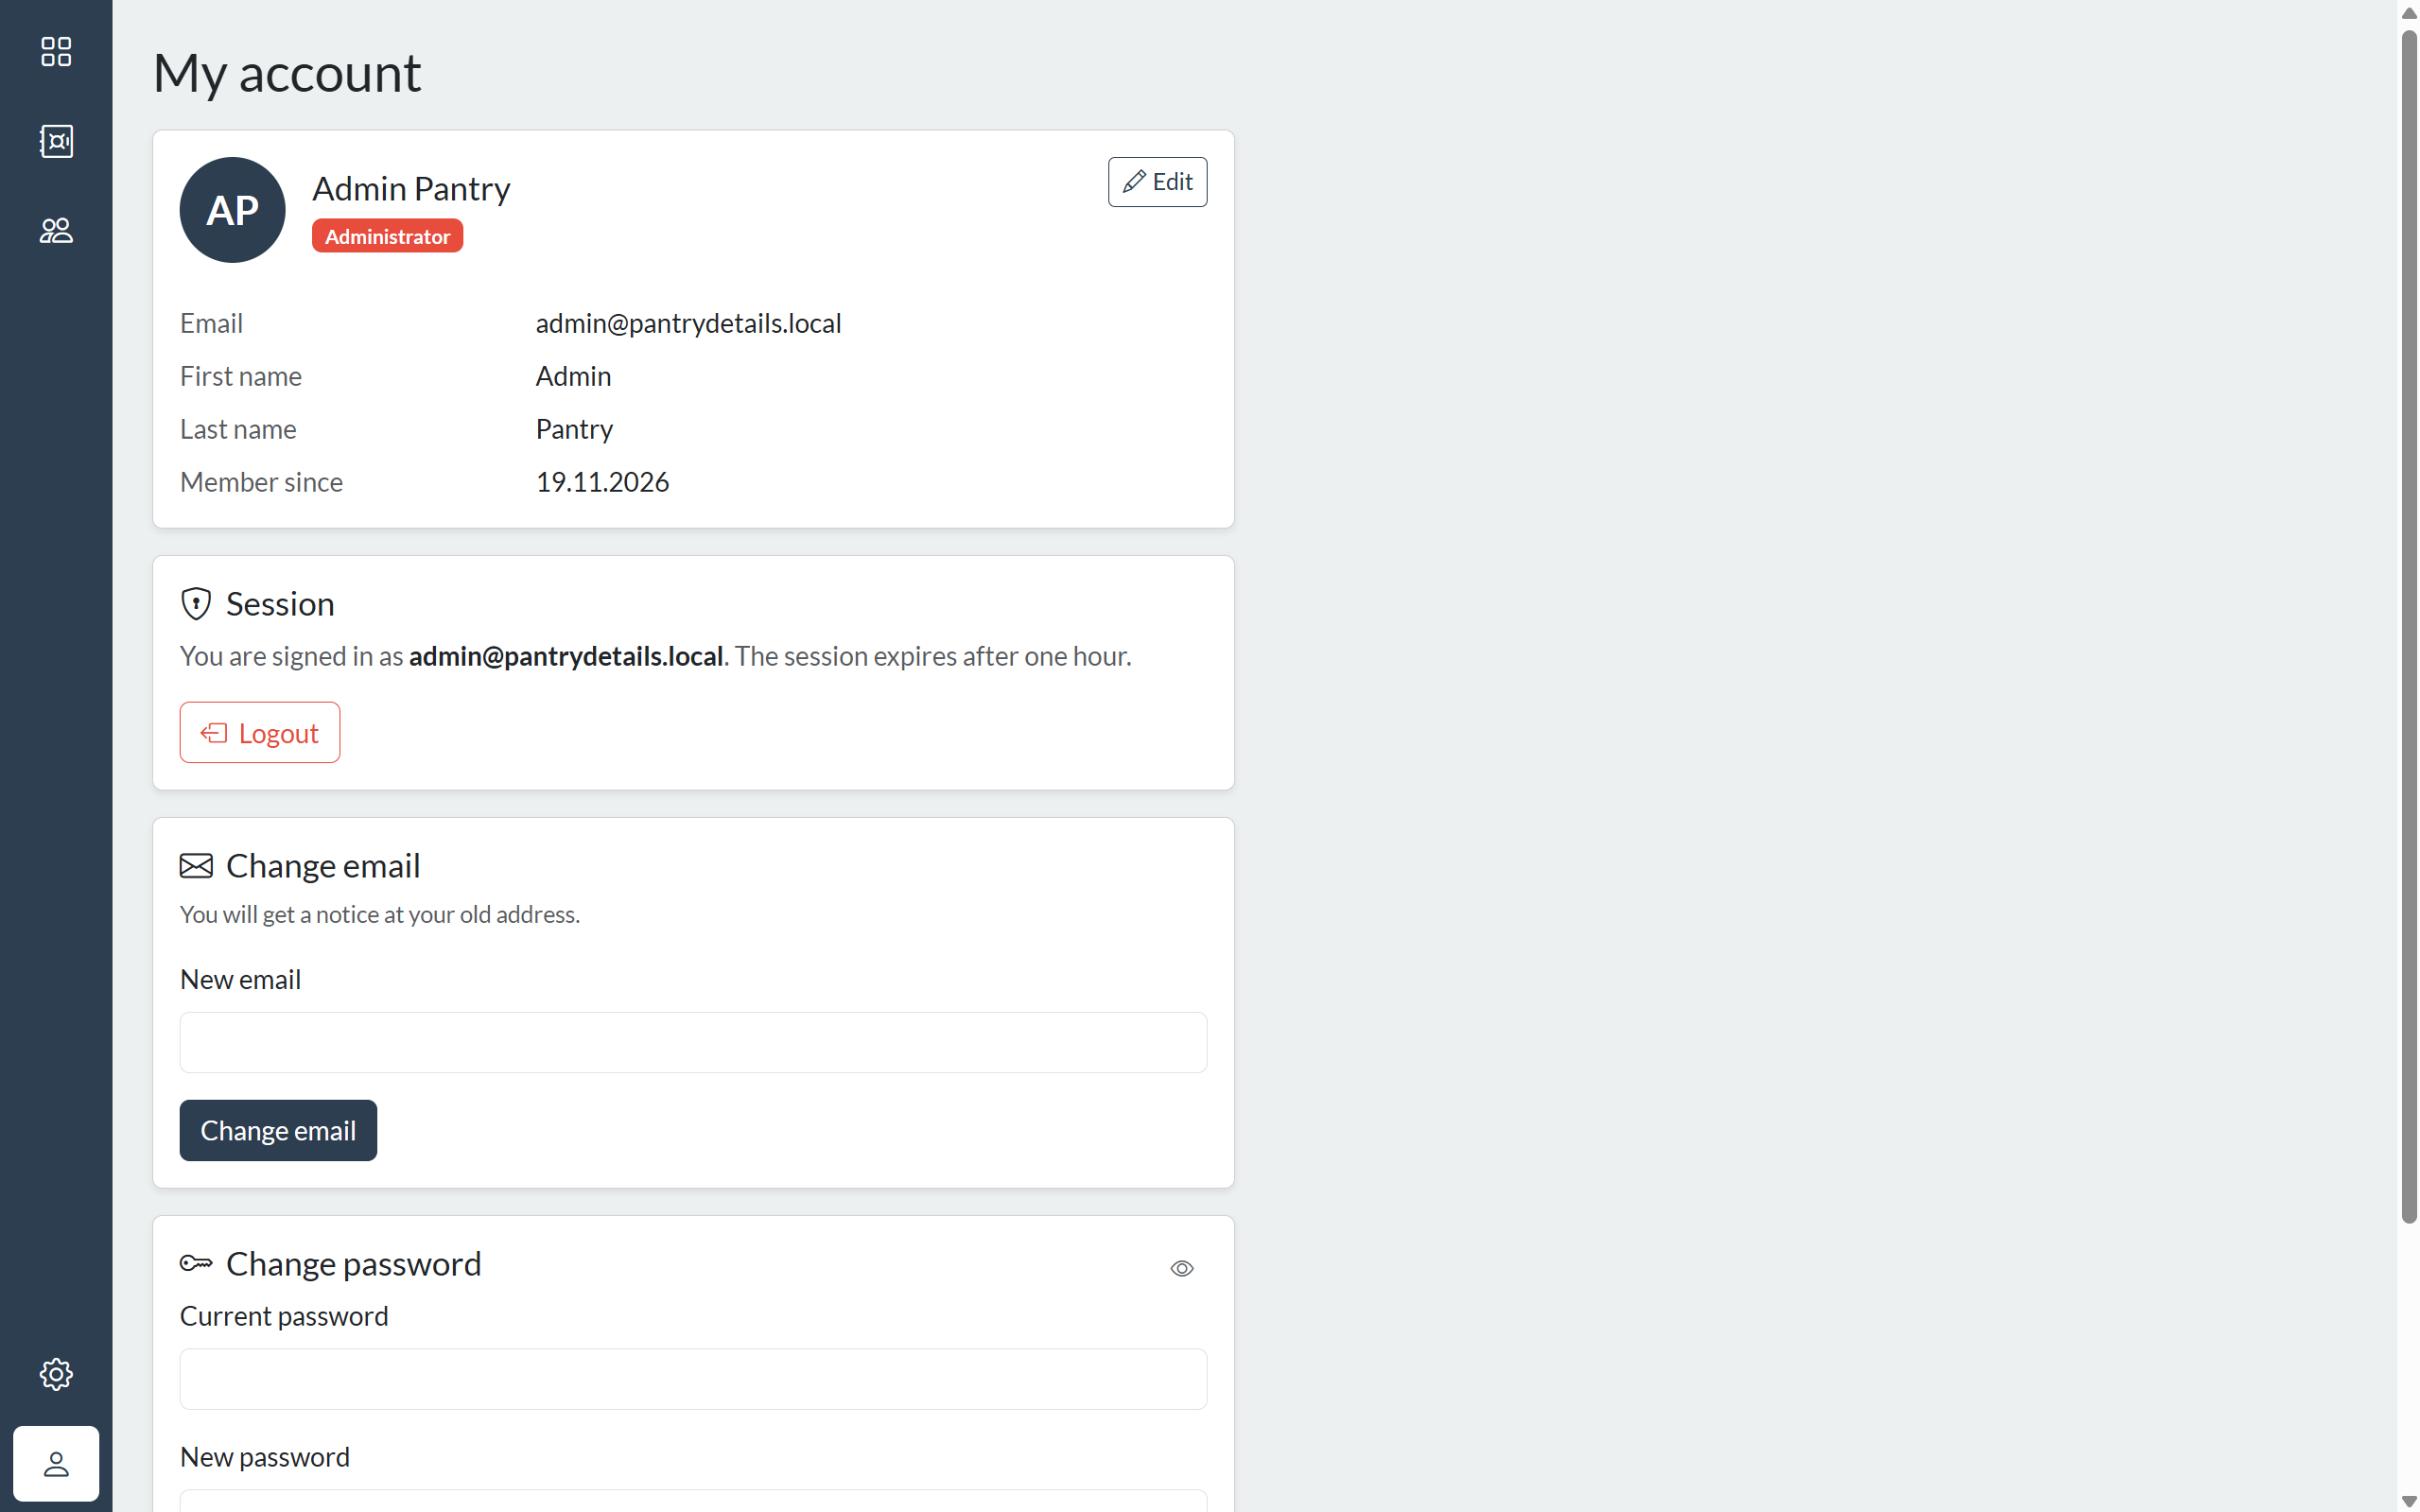 My account
AP
Admin Pantry
Administrator
Edit
Email admin@pantrydetails.local
First name Admin
Last name Pantry
Member since 19.11.2026
Session
You are signed in as admin@pantrydetails.local. The session expires after one hour.
Logout
Change email
You will get a notice at your old address.
New email
Change email
Change password
Current password
New password